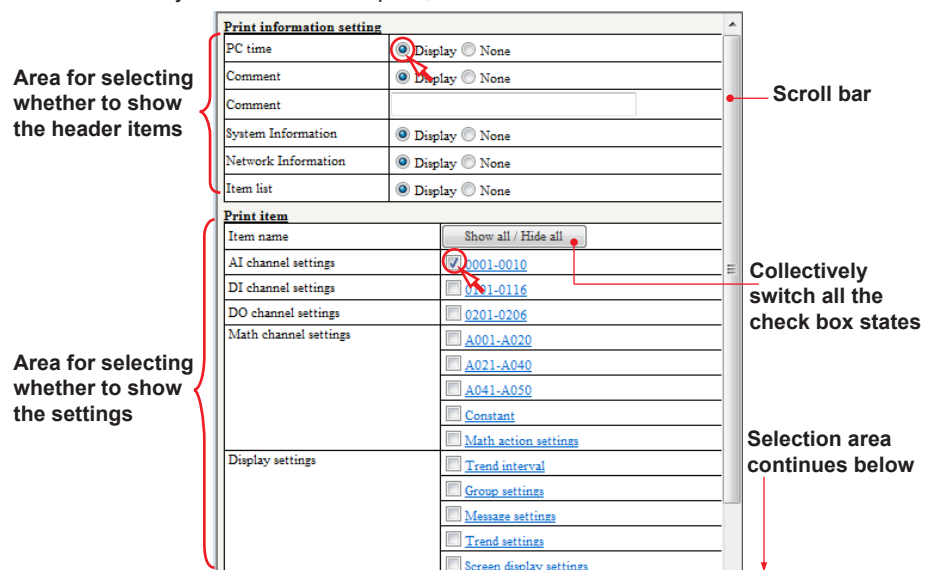 Print information setting
PC time Display None
Comment Display None
Comment
System Information Display None
Network Information Display None
Item list Display None
Print item
Item name Show all / Hide all
AI channel settings 0001-0010
DI channel settings 0101-0116
DO channel settings 0201-0206
Math channel settings A001-A020
A021-A040
A041-A050
Constant
Math action settings
Display settings Trend interval
Group settings
Message settings
Trend settings
Screen display settings
Area for selecting
whether to show
the header items
Area for selecting
whether to show
the settings
Scroll bar
Collectively
switch all the
check box states
Selection area
continues below